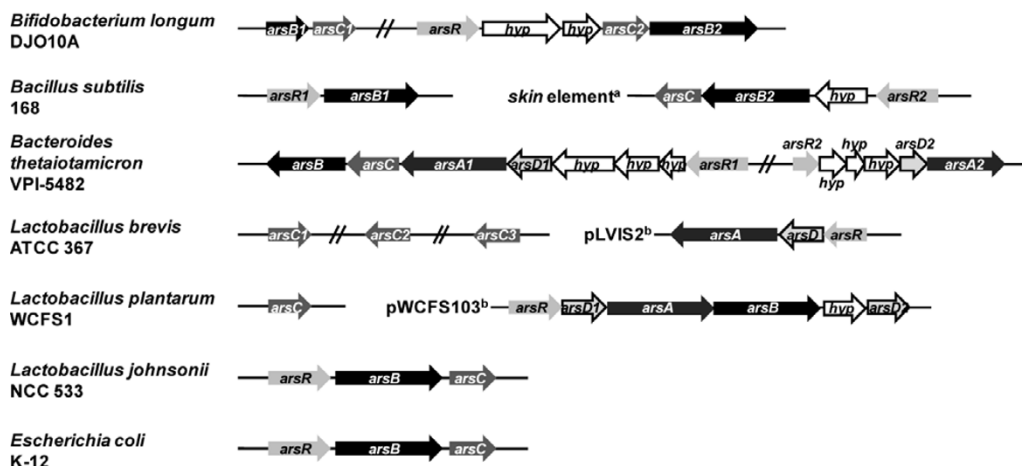 Bifidobacterium longum
DJO10A
arsB1 arsC1 // arsR hyp hyp arsC2 arsB2
Bacillus subtilis
168
arsR1 arsB1 skin elementᵃ arsC arsB2 hyp arsR2
Bacteroides
thetaiotamicron
VPI-5482
arsB arsC arsA1 arsD1 hyp hyp hyp arsR1 // arsR2 hyp hyp hyp arsD2 arsA2
Lactobacillus brevis
ATCC 367
arsC1 // arsC2 // arsC3 pLVIS2ᵇ arsA arsD arsR
Lactobacillus plantarum
WCFS1
arsC pWCFS103ᵇ arsR arsD1 arsA arsB hyp arsD2
Lactobacillus johnsonii
NCC 533
arsR arsB arsC
Escherichia coli
K-12
arsR arsB arsC